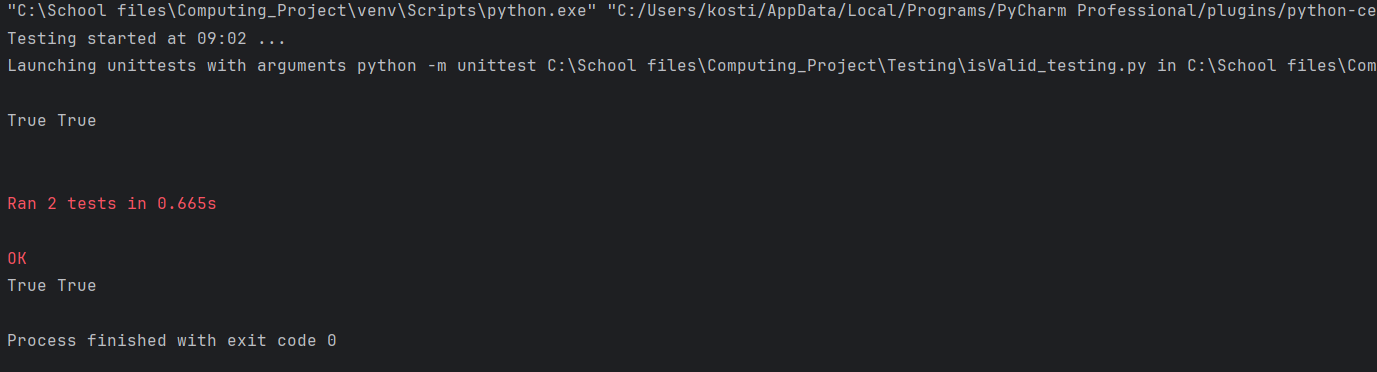 "C:\School files\Computing_Project\venv\Scripts\python.exe" "C:/Users/kosti/AppData/Local/Programs/PyCharm Professional/plugins/python-ce
Testing started at 09:02 ...
Launching unittests with arguments python -m unittest C:\School files\Computing_Project\Testing\isValid_testing.py in C:\School files\Com
True True
Ran 2 tests in 0.665s
OK
True True
Process finished with exit code 0